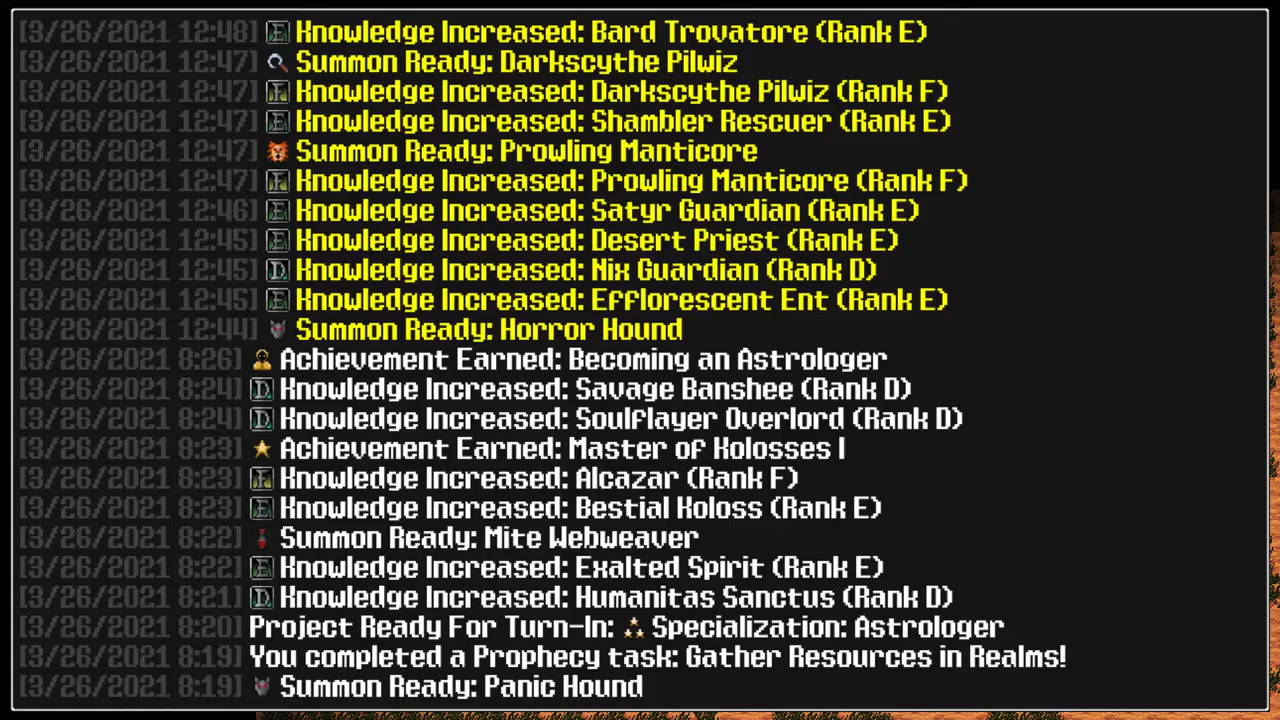 [3/26/2021 12:48] E Knowledge Increased: Bard Trovatore (Rank E)
[3/26/2021 12:47] Summon Ready: Darkscythe Pilwiz
[3/26/2021 12:47] F Knowledge Increased: Darkscythe Pilwiz (Rank F)
[3/26/2021 12:47] E Knowledge Increased: Shambler Rescuer (Rank E)
[3/26/2021 12:47] Summon Ready: Prowling Manticore
[3/26/2021 12:47] F Knowledge Increased: Prowling Manticore (Rank F)
[3/26/2021 12:46] E Knowledge Increased: Satyr Guardian (Rank E)
[3/26/2021 12:45] E Knowledge Increased: Desert Priest (Rank E)
[3/26/2021 12:45] D Knowledge Increased: Nix Guardian (Rank D)
[3/26/2021 12:45] E Knowledge Increased: Efflorescent Ent (Rank E)
[3/26/2021 12:44] Summon Ready: Horror Hound
[3/26/2021 8:26] Achievement Earned: Becoming an Astrologer
[3/26/2021 8:24] D Knowledge Increased: Savage Banshee (Rank D)
[3/26/2021 8:24] D Knowledge Increased: Soulflayer Overlord (Rank D)
[3/26/2021 8:23] Achievement Earned: Master of Kolosses I
[3/26/2021 8:23] F Knowledge Increased: Alcazar (Rank F)
[3/26/2021 8:23] E Knowledge Increased: Bestial Koloss (Rank E)
[3/26/2021 8:22] Summon Ready: Mite Webweaver
[3/26/2021 8:22] E Knowledge Increased: Exalted Spirit (Rank E)
[3/26/2021 8:21] D Knowledge Increased: Humanitas Sanctus (Rank D)
[3/26/2021 8:20] Project Ready For Turn-In: Specialization: Astrologer
[3/26/2021 8:19] You completed a Prophecy task: Gather Resources in Realms!
[3/26/2021 8:19] Summon Ready: Panic Hound